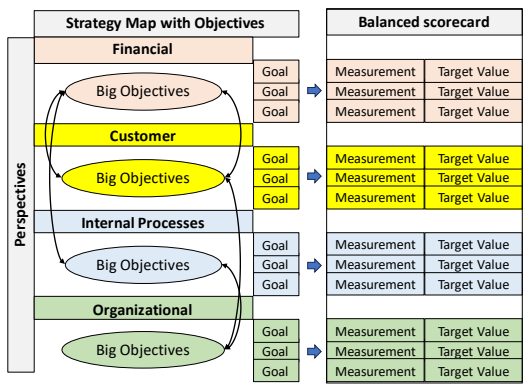 Strategy Map with Objectives
Balanced scorecard
Perspectives
Financial
Big Objectives
Goal
Measurement Target Value
Goal
Measurement Target Value
Goal
Measurement Target Value
Customer
Big Objectives
Goal
Measurement Target Value
Goal
Measurement Target Value
Goal
Measurement Target Value
Internal Processes
Big Objectives
Goal
Measurement Target Value
Goal
Measurement Target Value
Goal
Measurement Target Value
Organizational
Big Objectives
Goal
Measurement Target Value
Goal
Measurement Target Value
Goal
Measurement Target Value